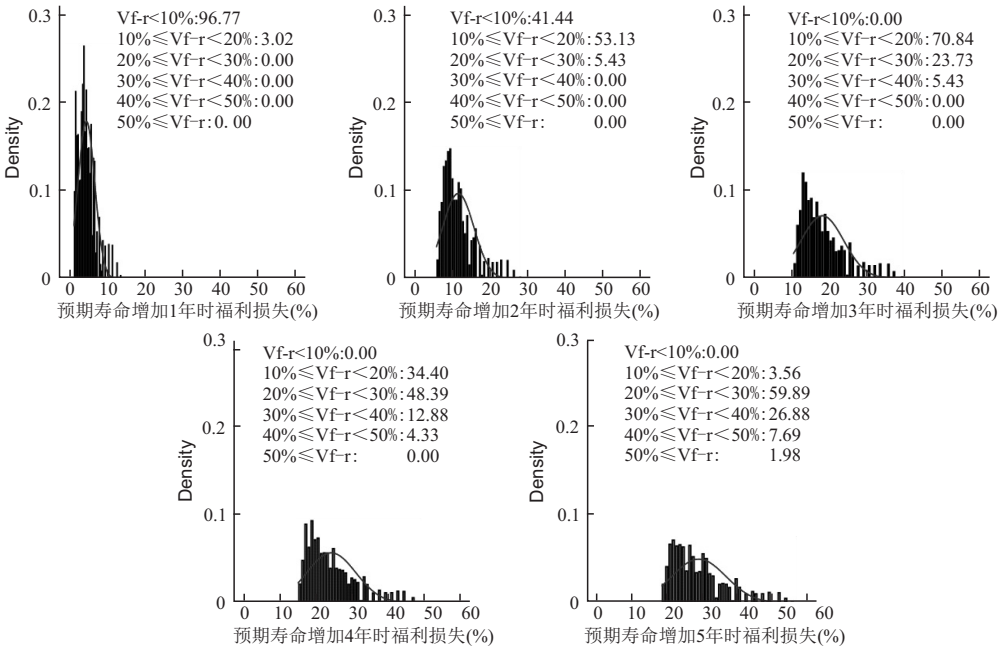 0.3
0.2
0.1
0
Density
Vf-r<10%:96.77
10%≤Vf-r<20%:3.02
20%≤Vf-r<30%:0.00
30%≤Vf-r<40%:0.00
40%≤Vf-r<50%:0.00
50%≤Vf-r:0. 00
0 10 20 30 40 50 60
预期寿命增加1年时福利损失(%)
0.3
0.2
0.1
0
Density
Vf-r<10%:41.44
10%≤Vf-r<20%:53.13
20%≤Vf-r<30%:5.43
30%≤Vf-r<40%:0.00
40%≤Vf-r<50%:0.00
50%≤Vf-r: 0.00
0 10 20 30 40 50 60
预期寿命增加2年时福利损失(%)
0.3
0.2
0.1
0
Density
Vf-r<10%:0.00
10%≤Vf-r<20%:70.84
20%≤Vf-r<30%:23.73
30%≤Vf-r<40%:5.43
40%≤Vf-r<50%:0.00
50%≤Vf-r: 0.00
0 10 20 30 40 50 60
预期寿命增加3年时福利损失(%)
0.3
0.2
0.1
0
Density
Vf-r<10%:0.00
10%≤Vf-r<20%:34.40
20%≤Vf-r<30%:48.39
30%≤Vf-r<40%:12.88
40%≤Vf-r<50%:4.33
50%≤Vf-r: 0.00
0 10 20 30 40 50 60
预期寿命增加4年时福利损失(%)
0.3
0.2
0.1
0
Density
Vf-r<10%:0.00
10%≤Vf-r<20%:3.56
20%≤Vf-r<30%:59.89
30%≤Vf-r<40%:26.88
40%≤Vf-r<50%:7.69
50%≤Vf-r: 1.98
0 10 20 30 40 50 60
预期寿命增加5年时福利损失(%)